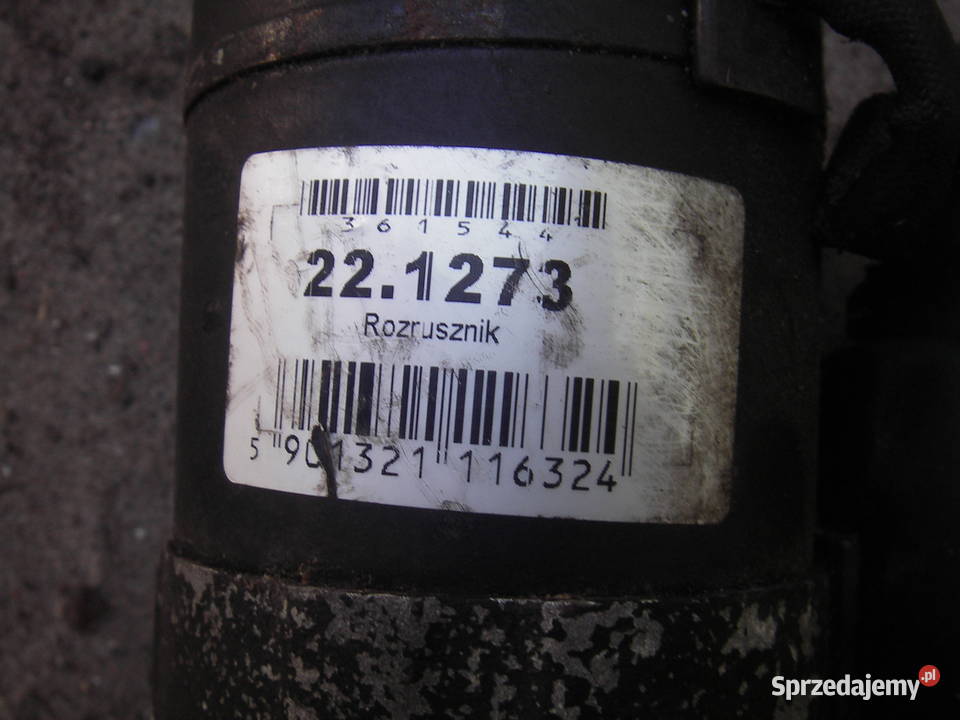 361544
22.1273
Rozrusznik
5 901321 116324
Sprzedajemy.pl